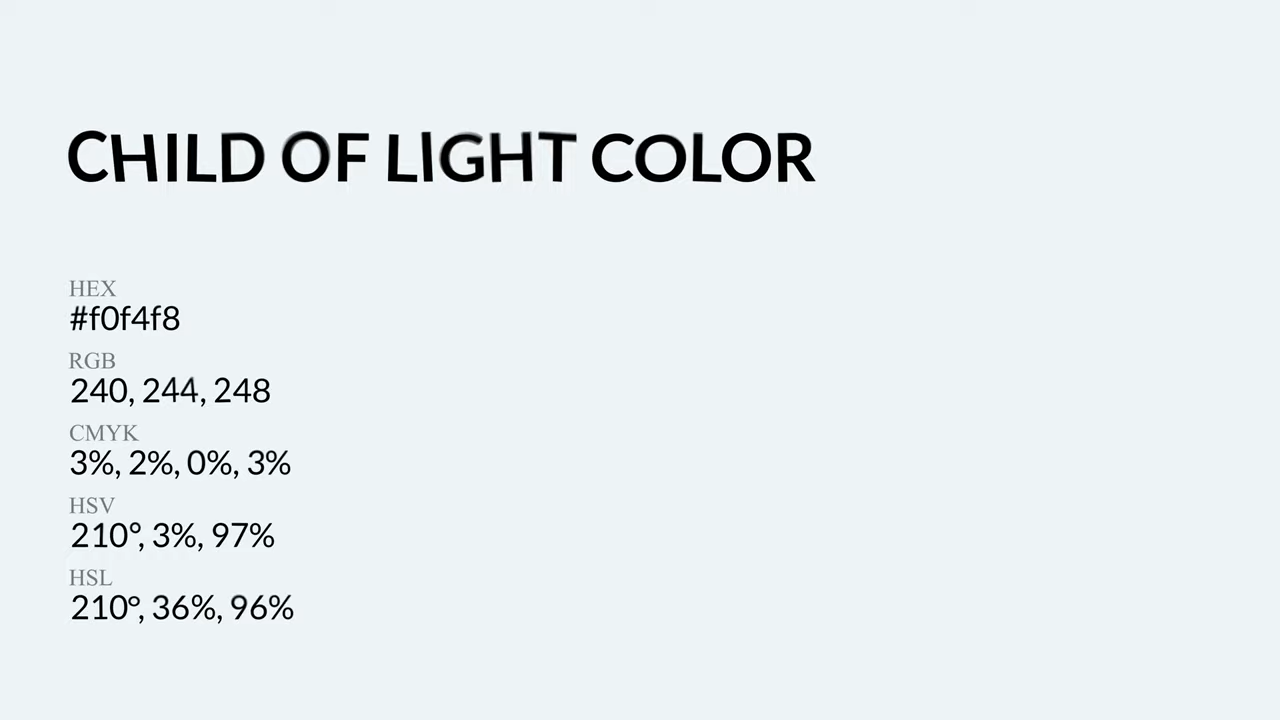 CHILD OF LIGHT COLOR
HEX
#f0f4f8
RGB
240, 244, 248
CMYK
3%, 2%, 0%, 3%
HSV
210°, 3%, 97%
HSL
210°, 36%, 96%